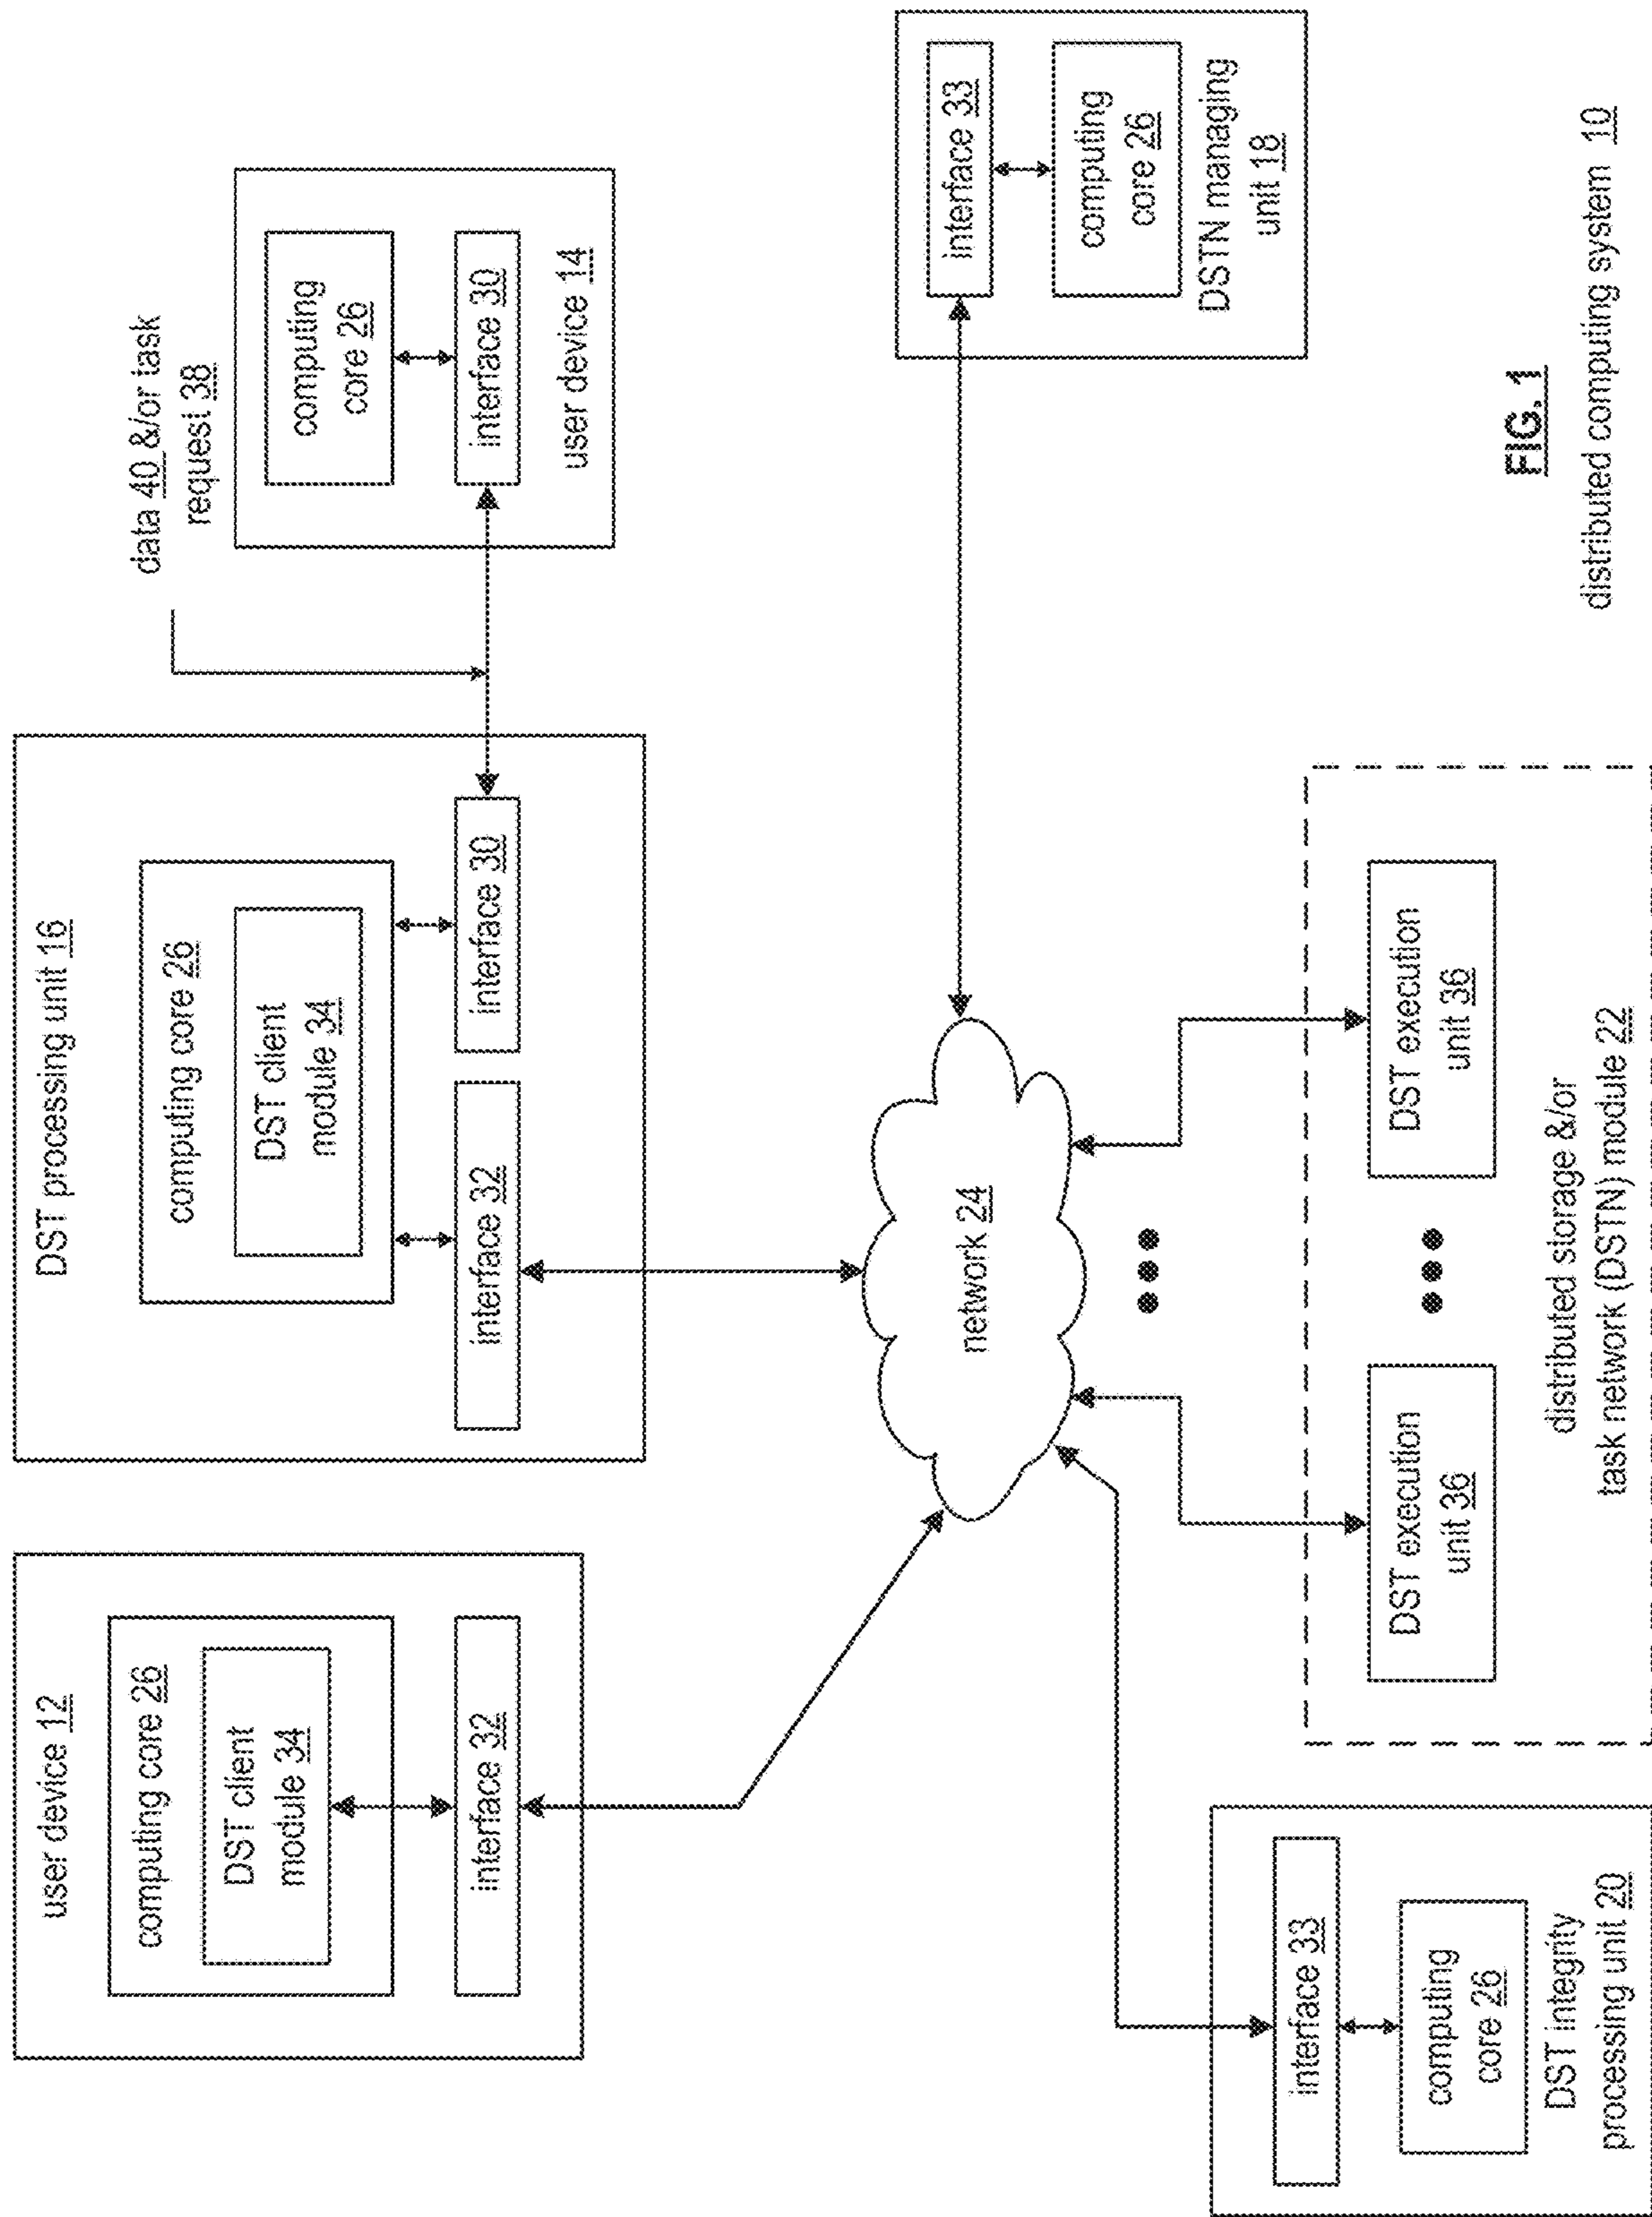 user device 12
computing core 26
DST client
module 34
interface 32
DST processing unit 16
computing core 26
DST client
module 34
interface 32
interface 30
data 40 &/or task
request 38
computing
core 26
interface 30
user device 14
network 24
interface 33
computing
core 26
DSTN managing
unit 18
interface 33
computing
core 26
DST integrity
processing unit 20
DST execution
unit 36
DST execution
unit 36
distributed storage &/or
task network (DSTN) module 22
FIG. 1
distributed computing system 10